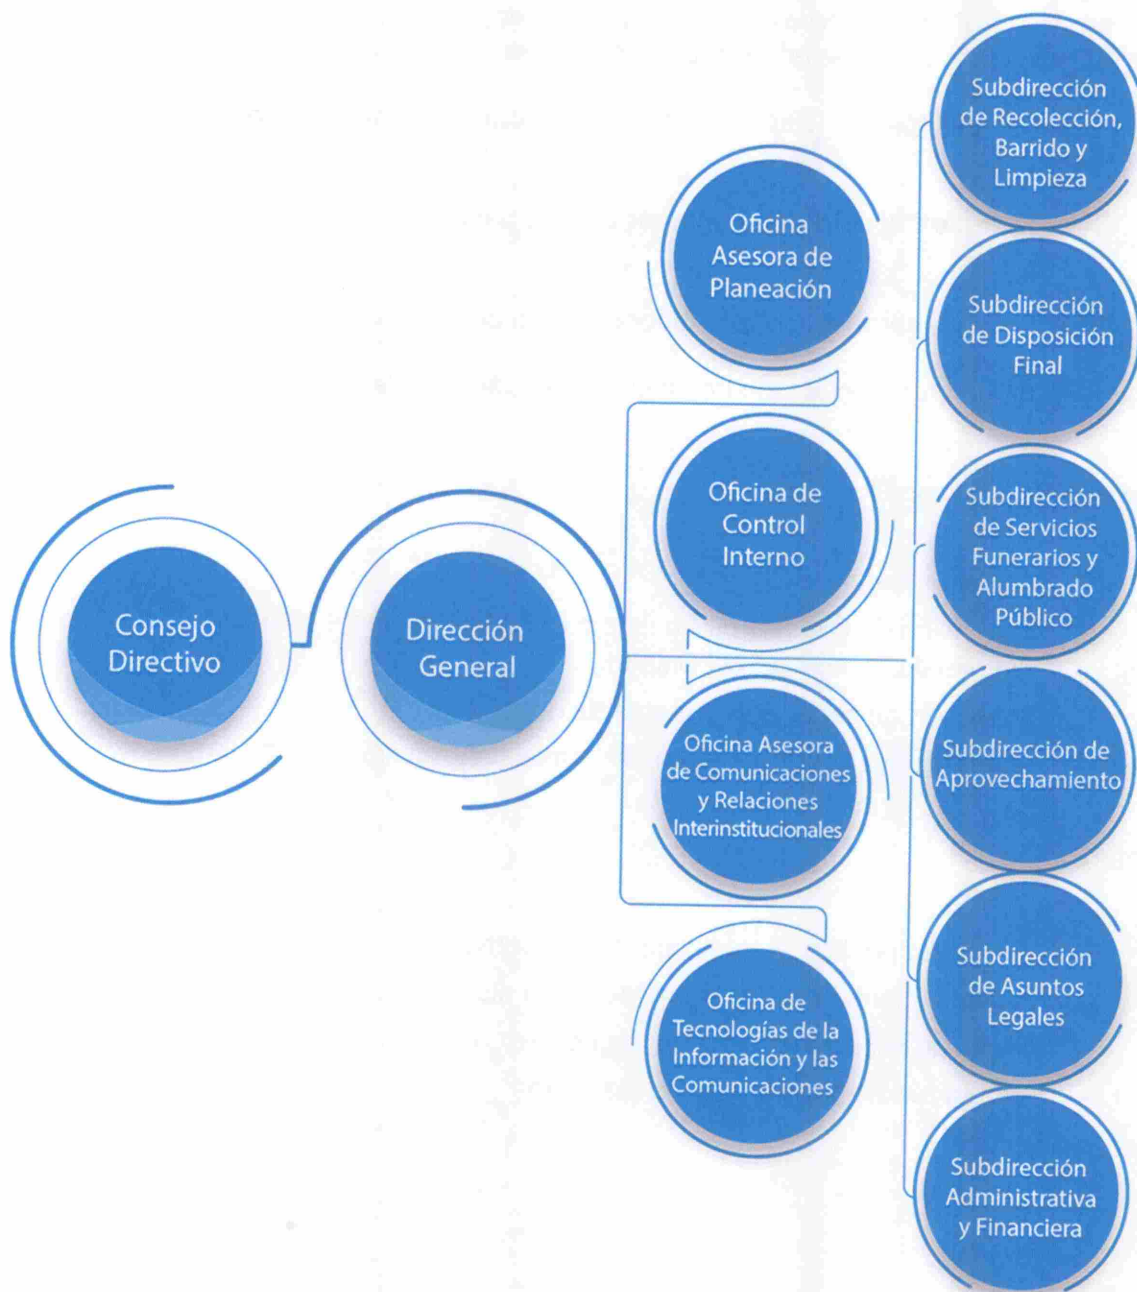 Consejo
Directivo
Dirección
General
Oficina
Asesora de
Planeación
Oficina de
Control
Interno
Oficina Asesora
de Comunicaciones
y Relaciones
Interinstitucionales
Oficina de
Tecnologías de la
Información y las
Comunicaciones
Subdirección
de Recolección,
Barrido y
Limpieza
Subdirección
de Disposición
Final
Subdirección
de Servicios
Funerarios y
Alumbrado
Público
Subdirección de
Aprovechamiento
Subdirección
de Asuntos
Legales
Subdirección
Administrativa
y Financiera